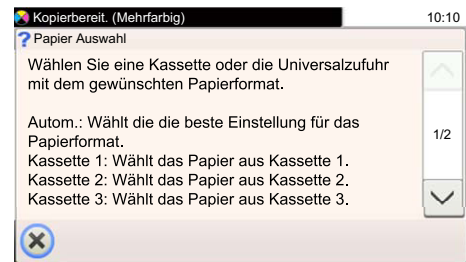 Kopierbereit. (Mehrfarbig) 10:10
? Papier Auswahl
Wählen Sie eine Kassette oder die Universalzufuhr
mit dem gewünschten Papierformat.
Autom.: Wählt die die beste Einstellung für das
Papierformat.
1/2
Kassette 1: Wählt das Papier aus Kassette 1.
Kassette 2: Wählt das Papier aus Kassette 2.
Kassette 3: Wählt das Papier aus Kassette 3.